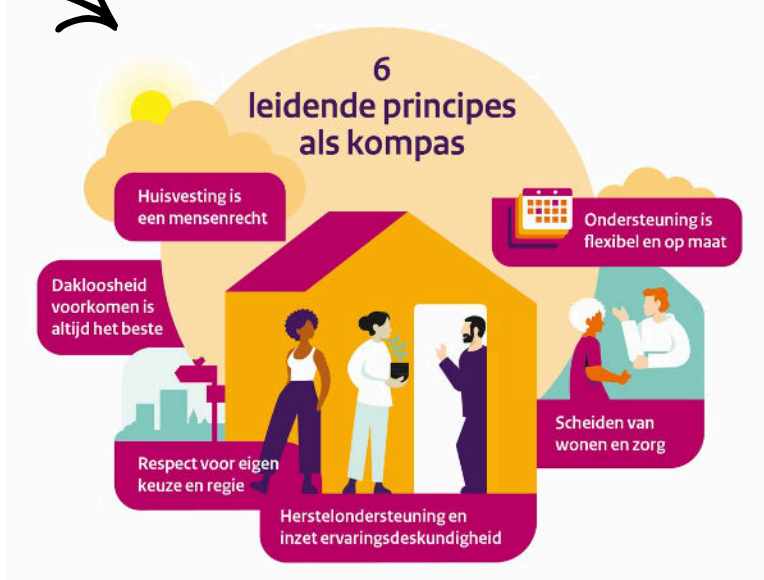 6
leidende principes
als kompas
Huisvesting is
een mensenrecht
Ondersteuning is
flexibel en op maat
Dakloosheid
voorkomen is
altijd het beste
Scheiden van
wonen en zorg
Respect voor eigen
keuze en regie
Herstelondersteuning en
inzet ervaringsdeskundigheid